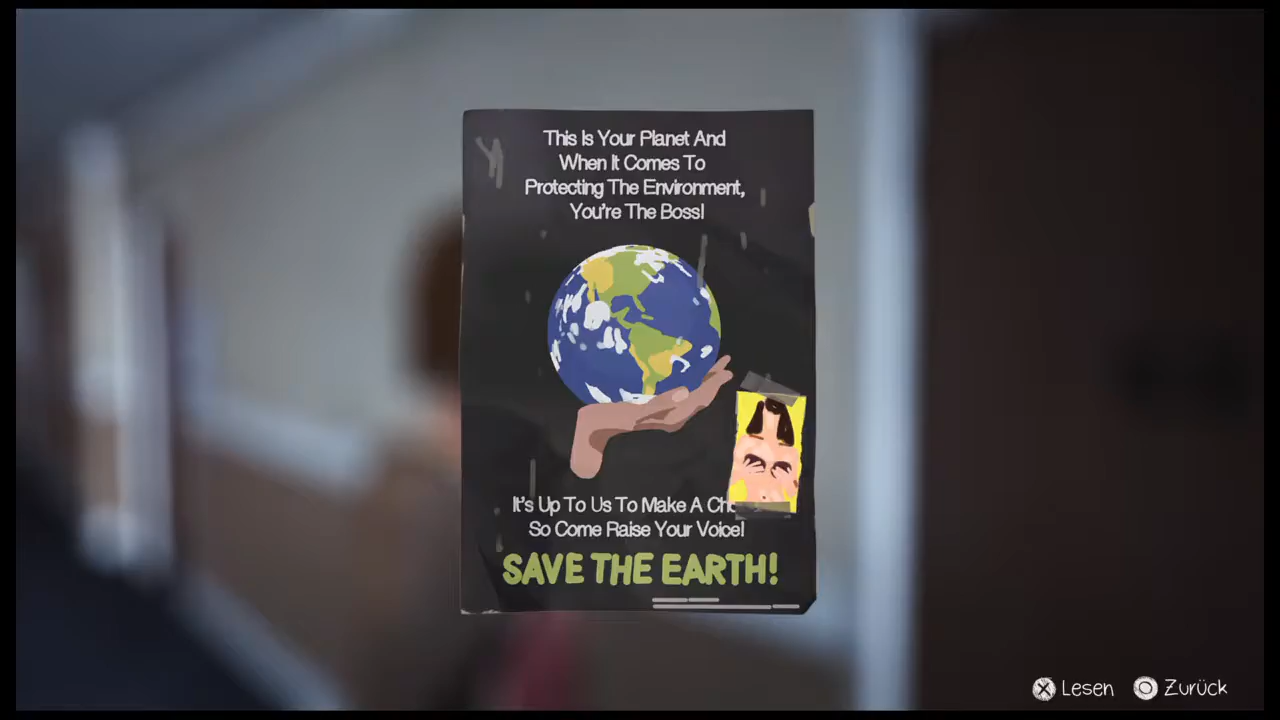 This Is Your Planet And
When It Comes To
Protecting The Environment,
You're The Boss!
It's Up To Us To Make A
So Come Raise Your Voice!
SAVE THE EARTH!
Lesen Zurück